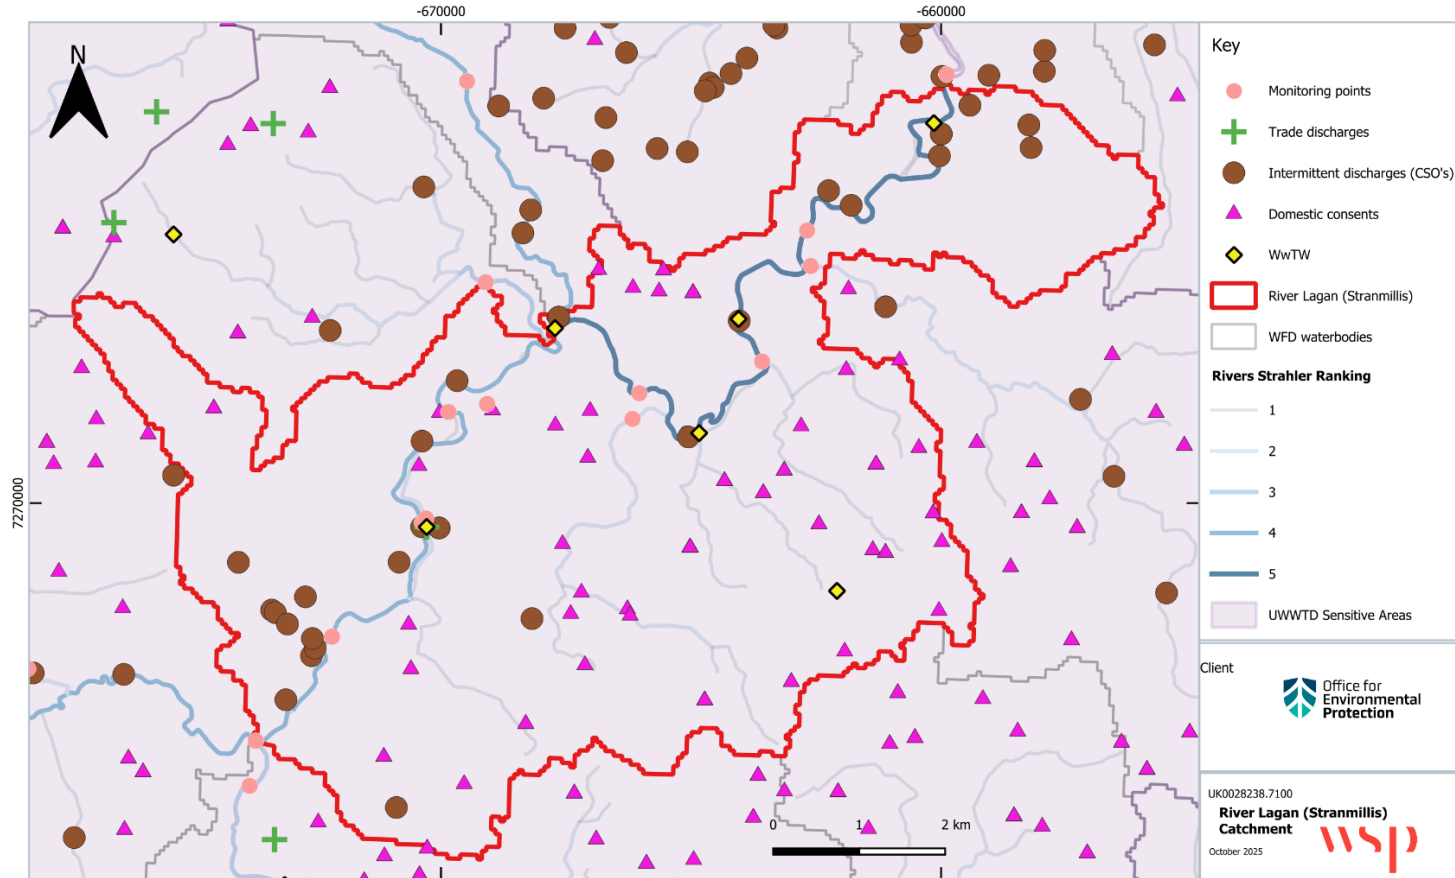 -670000
-660000
N
7270000
0
1
2 km
Key
Monitoring points
Trade discharges
Intermittent discharges (CSO's)
Domestic consents
WwTW
River Lagan (Stranmillis)
WFD waterbodies
Rivers Strahler Ranking
1
2
3
4
5
UWWTD Sensitive Areas
Client
Office for
Environmental
Protection
UK0028238.7100
River Lagan (Stranmillis)
Catchment
October 2025
wsp